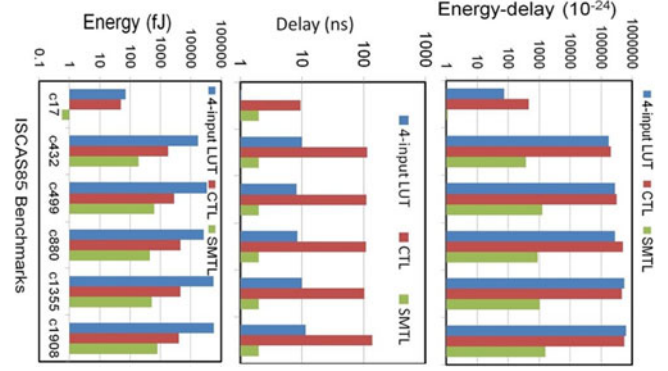 Energy (fJ)
0.1
1
10
100
1000
10000
100000
4-input LUT
CTL
SMTL
c17
c432
c499
c880
c1355
c1908
ISCAS85 Benchmarks
Delay (ns)
1
10
100
1000
4-input LUT
CTL
SMTL
Energy-delay (10⁻²⁴)
1
10
100
1000
10000
100000
1000000
4-input LUT
CTL
SMTL